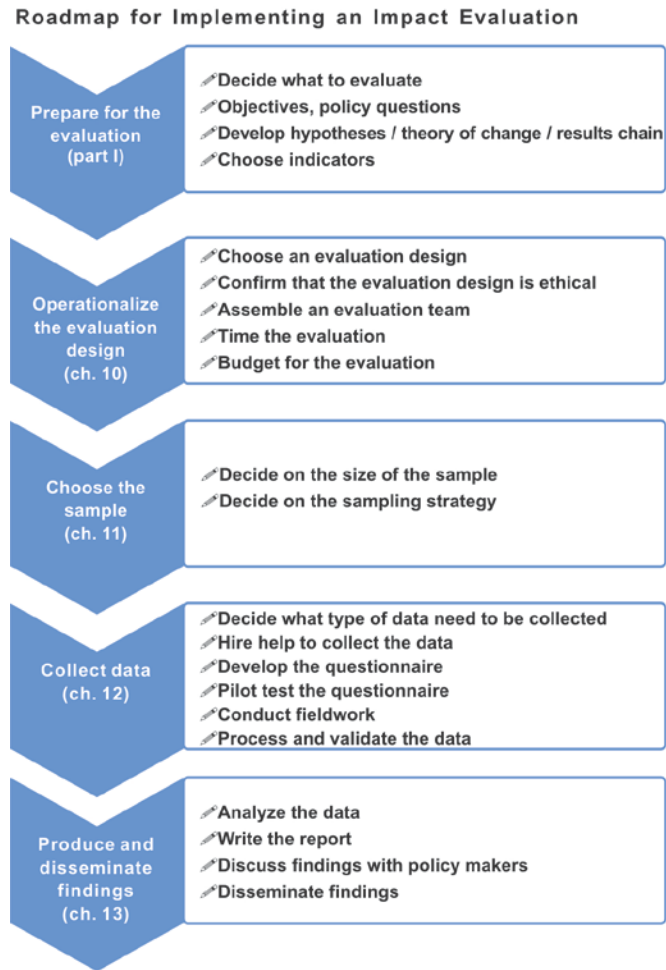 Roadmap for Implementing an Impact Evaluation
Prepare for the
evaluation
(part I)
Decide what to evaluate
Objectives, policy questions
Develop hypotheses / theory of change / results chain
Choose indicators
Operationalize
the evaluation
design
(ch. 10)
Choose an evaluation design
Confirm that the evaluation design is ethical
Assemble an evaluation team
Time the evaluation
Budget for the evaluation
Choose the
sample
(ch. 11)
Decide on the size of the sample
Decide on the sampling strategy
Collect data
(ch. 12)
Decide what type of data need to be collected
Hire help to collect the data
Develop the questionnaire
Pilot test the questionnaire
Conduct fieldwork
Process and validate the data
Produce and
disseminate
findings
(ch. 13)
Analyze the data
Write the report
Discuss findings with policy makers
Disseminate findings